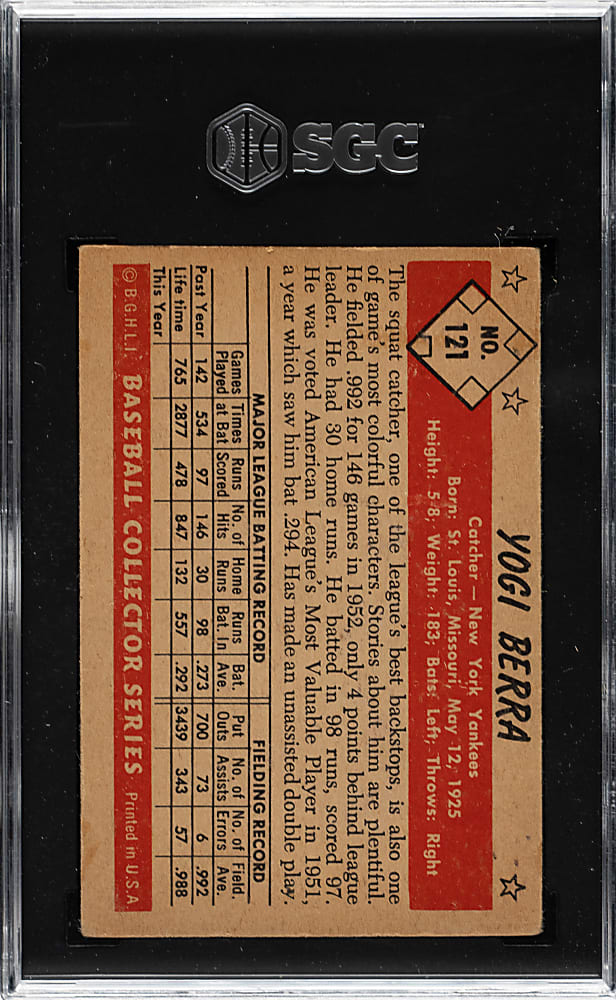 SGC
NO.
121
YOGI BERRA
Catcher — New York Yankees
Born: St. Louis, Missouri, May 12, 1925
Height: 5-8; Weight: 183; Bats: Left; Throws: Right
The squat catcher, one of the league's best backstops, is also one
of game's most colorful characters. Stories about him are plentiful.
He fielded .992 for 146 games in 1952, only 4 points behind league
leader. He had 30 home runs. He batted in 98 runs, scored 97.
He was voted American League's Most Valuable Player in 1951,
a year which saw him bat .294. Has made an unassisted double play.
MAJOR LEAGUE BATTING RECORD FIELDING RECORD
Games Times Runs No. of Home Runs Bat. Put No. of No. of Field.
Played at Bat Scored Hits Runs Bat. In Ave. Outs Assists Errors Ave.
Past Year 142 534 97 146 30 98 .273 700 73 6 .992
Life time 765 2877 478 847 132 557 .292 3439 343 57 .988
This Year
© B.G.H.L.I. BASEBALL COLLECTOR SERIES Printed in U.S.A.